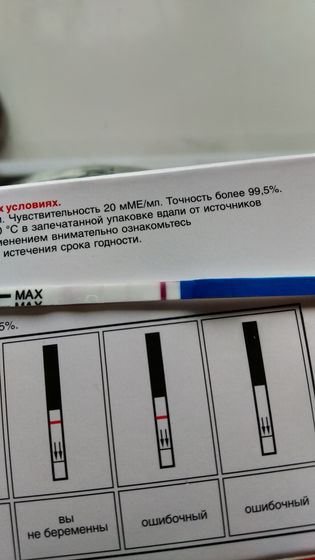 х условиях.
л. Чувствительность 20 мМЕ/мл. Точность более 99,5%.
°C в запечатанной упаковке вдали от источников
менением внимательно ознакомьтесь
истечения срока годности.
MAX
MAX
5%.
вы
не беременны
ошибочный
ошибочный